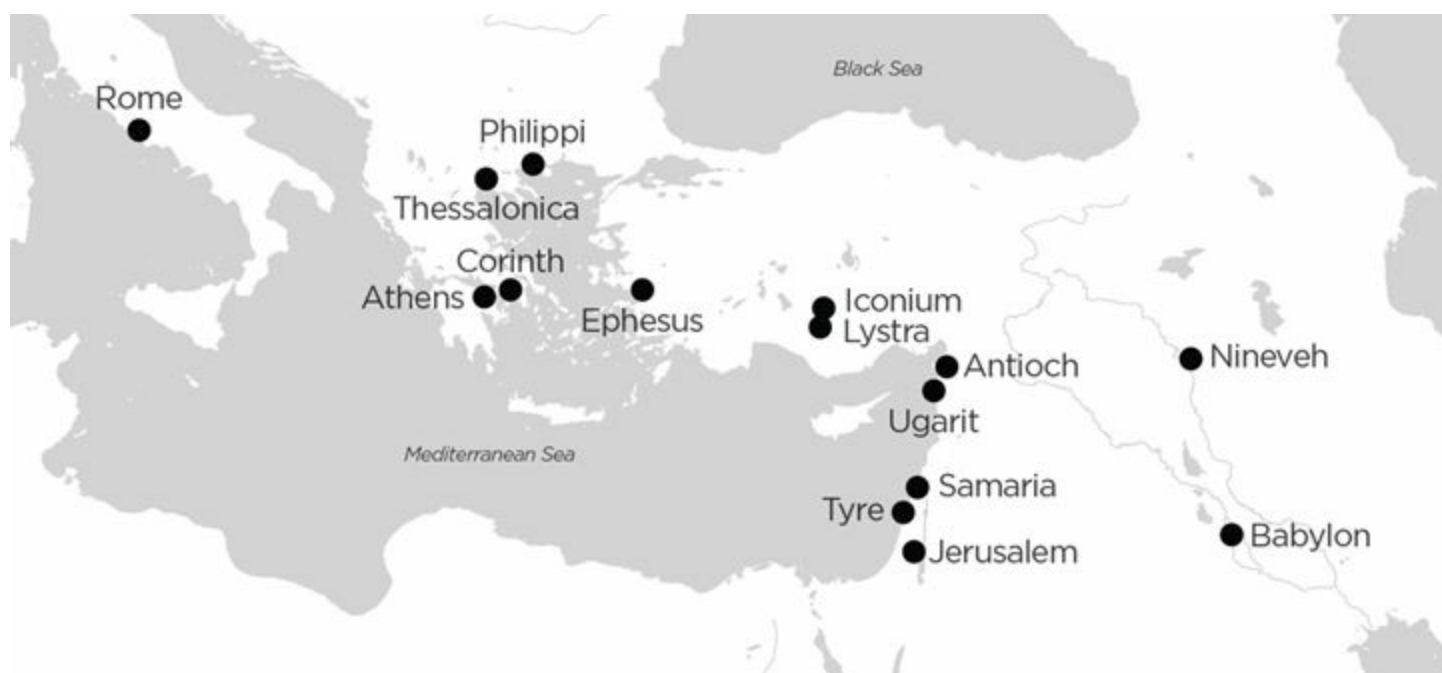 Black Sea
Rome
Philippi
Thessalonica
Corinth
Athens
Ephesus
Iconium
Lystra
Antioch
Nineveh
Ugarit
Mediterranean Sea
Samaria
Tyre
Babylon
Jerusalem